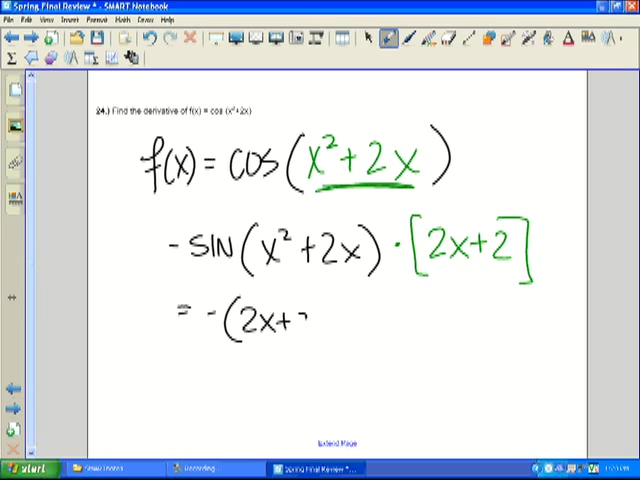 Spring Final Review * - SMART Notebook
File Edit View Insert Format Draw Help
24.) Find the derivative of f(x) = cos (x²+2x)
f(x) = cos (x² + 2x)
- sin (x² + 2x) · [2x+2]
= - (2x+
Extend Page
start
Recording...
Spring Final Review *...